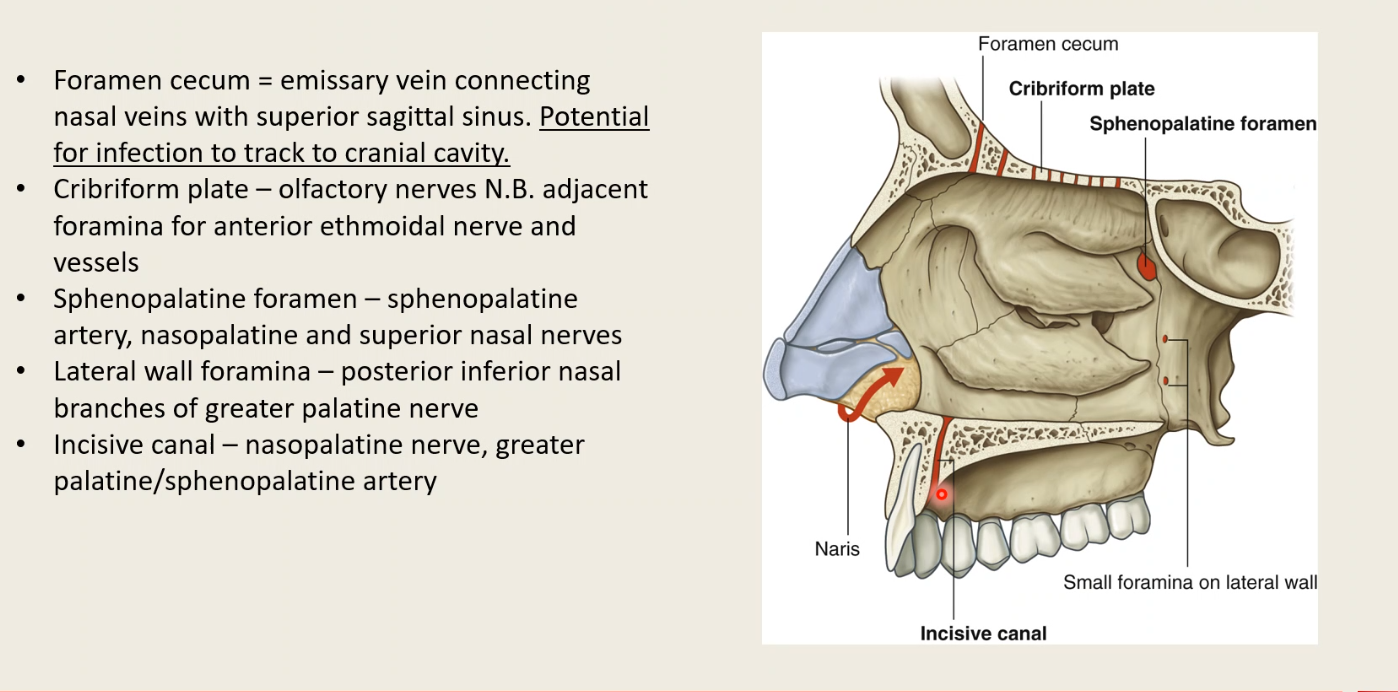 • Foramen cecum = emissary vein connecting
nasal veins with superior sagittal sinus. Potential
for infection to track to cranial cavity.
• Cribriform plate – olfactory nerves N.B. adjacent
foramina for anterior ethmoidal nerve and
vessels
• Sphenopalatine foramen – sphenopalatine
artery, nasopalatine and superior nasal nerves
• Lateral wall foramina – posterior inferior nasal
branches of greater palatine nerve
• Incisive canal – nasopalatine nerve, greater
palatine/sphenopalatine artery
Foramen cecum
Cribriform plate
Sphenopalatine foramen
Naris
Small foramina on lateral wall
Incisive canal